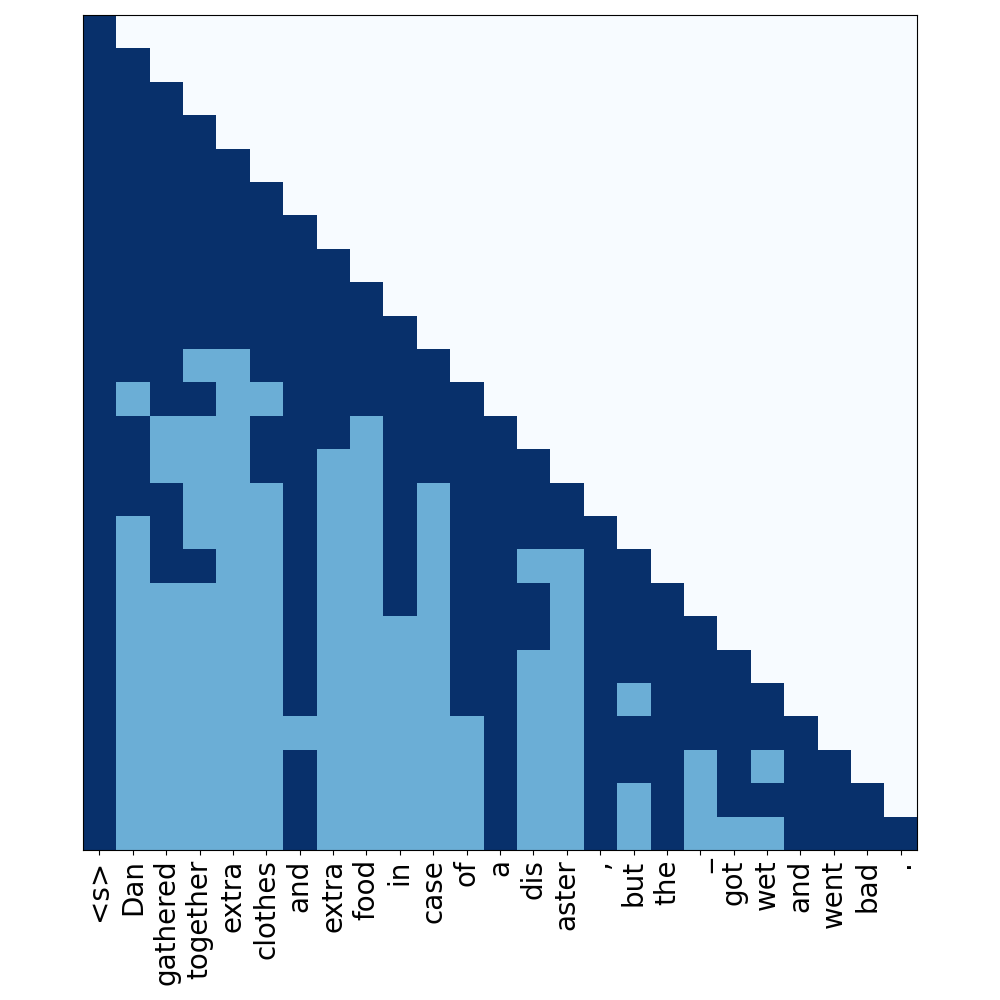 <s> Dan gathered together extra clothes and extra food in case of a dis aster , but the _ got wet and went bad .